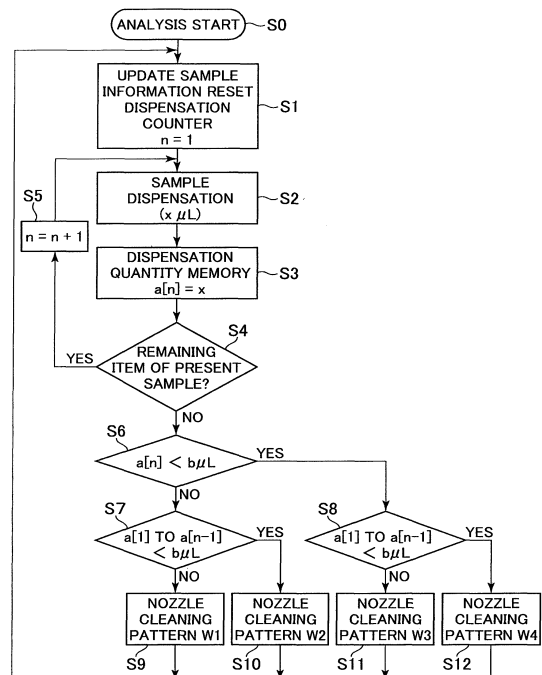 ANALYSIS START
S0
UPDATE SAMPLE
INFORMATION RESET
DISPENSATION
COUNTER
n = 1
S1
S5
n = n + 1
SAMPLE
DISPENSATION
(x μL)
S2
DISPENSATION
QUANTITY MEMORY
a[n] = x
S3
S4
YES
REMAINING
ITEM OF PRESENT
SAMPLE?
NO
S6
a[n] < bμL
YES
NO
S7
a[1] TO a[n-1]
< bμL
YES
NO
S8
a[1] TO a[n-1]
< bμL
YES
NO
NOZZLE
CLEANING
PATTERN W1
NOZZLE
CLEANING
PATTERN W2
NOZZLE
CLEANING
PATTERN W3
NOZZLE
CLEANING
PATTERN W4
S9
S10
S11
S12